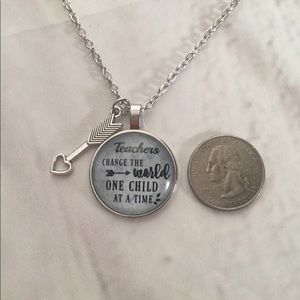 Teachers
CHANGE THE
world
ONE CHILD
AT A TIME